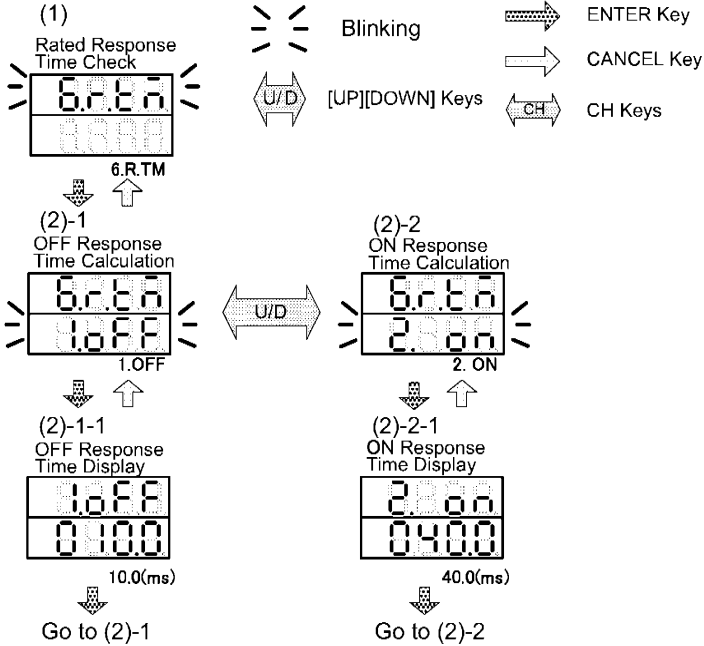 (1)
Rated Response
Time Check
6.r.tm
6.R.TM
Blinking
U/D
[UP][DOWN] Keys
ENTER Key
CANCEL Key
CH
CH Keys
(2)-1
OFF Response
Time Calculation
6.r.tm
1.oFF
1.OFF
U/D
(2)-2
ON Response
Time Calculation
6.r.tm
2. on
2. ON
(2)-1-1
OFF Response
Time Display
1.oFF
010.0
10.0(ms)
Go to (2)-1
(2)-2-1
ON Response
Time Display
2. on
040.0
40.0(ms)
Go to (2)-2